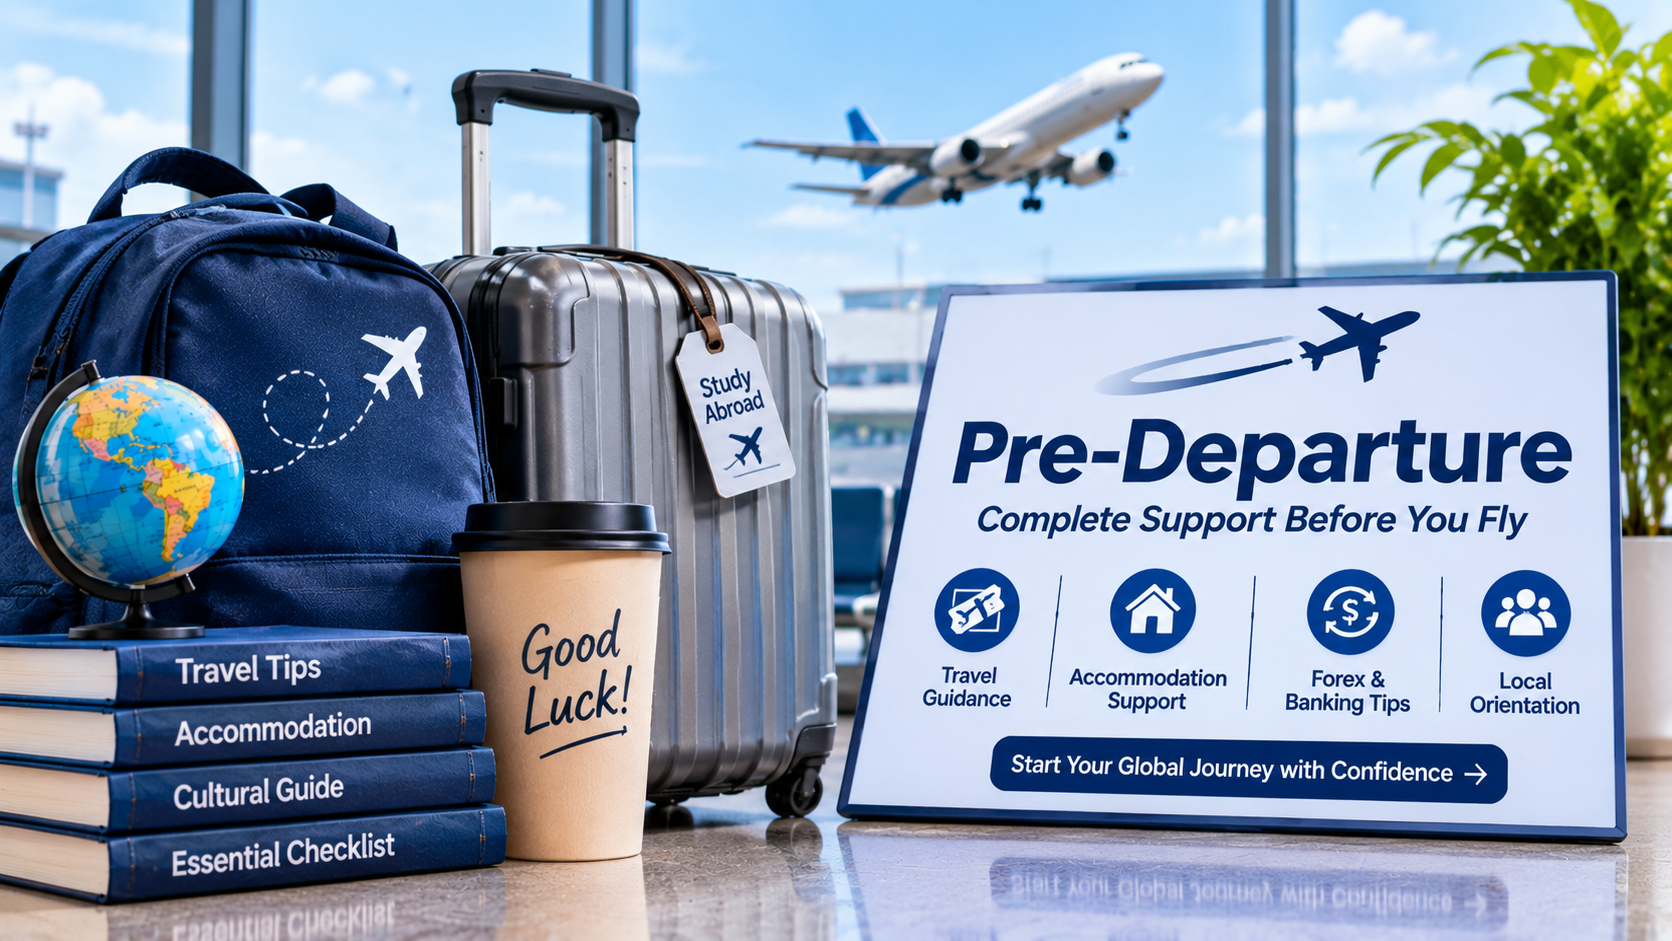 Study
Abroad
Travel Tips
Accommodation
Cultural Guide
Essential Checklist
Good
Luck!
Pre-Departure
Complete Support Before You Fly
Travel
Guidance
Accommodation
Support
Forex &
Banking Tips
Local
Orientation
Start Your Global Journey with Confidence →